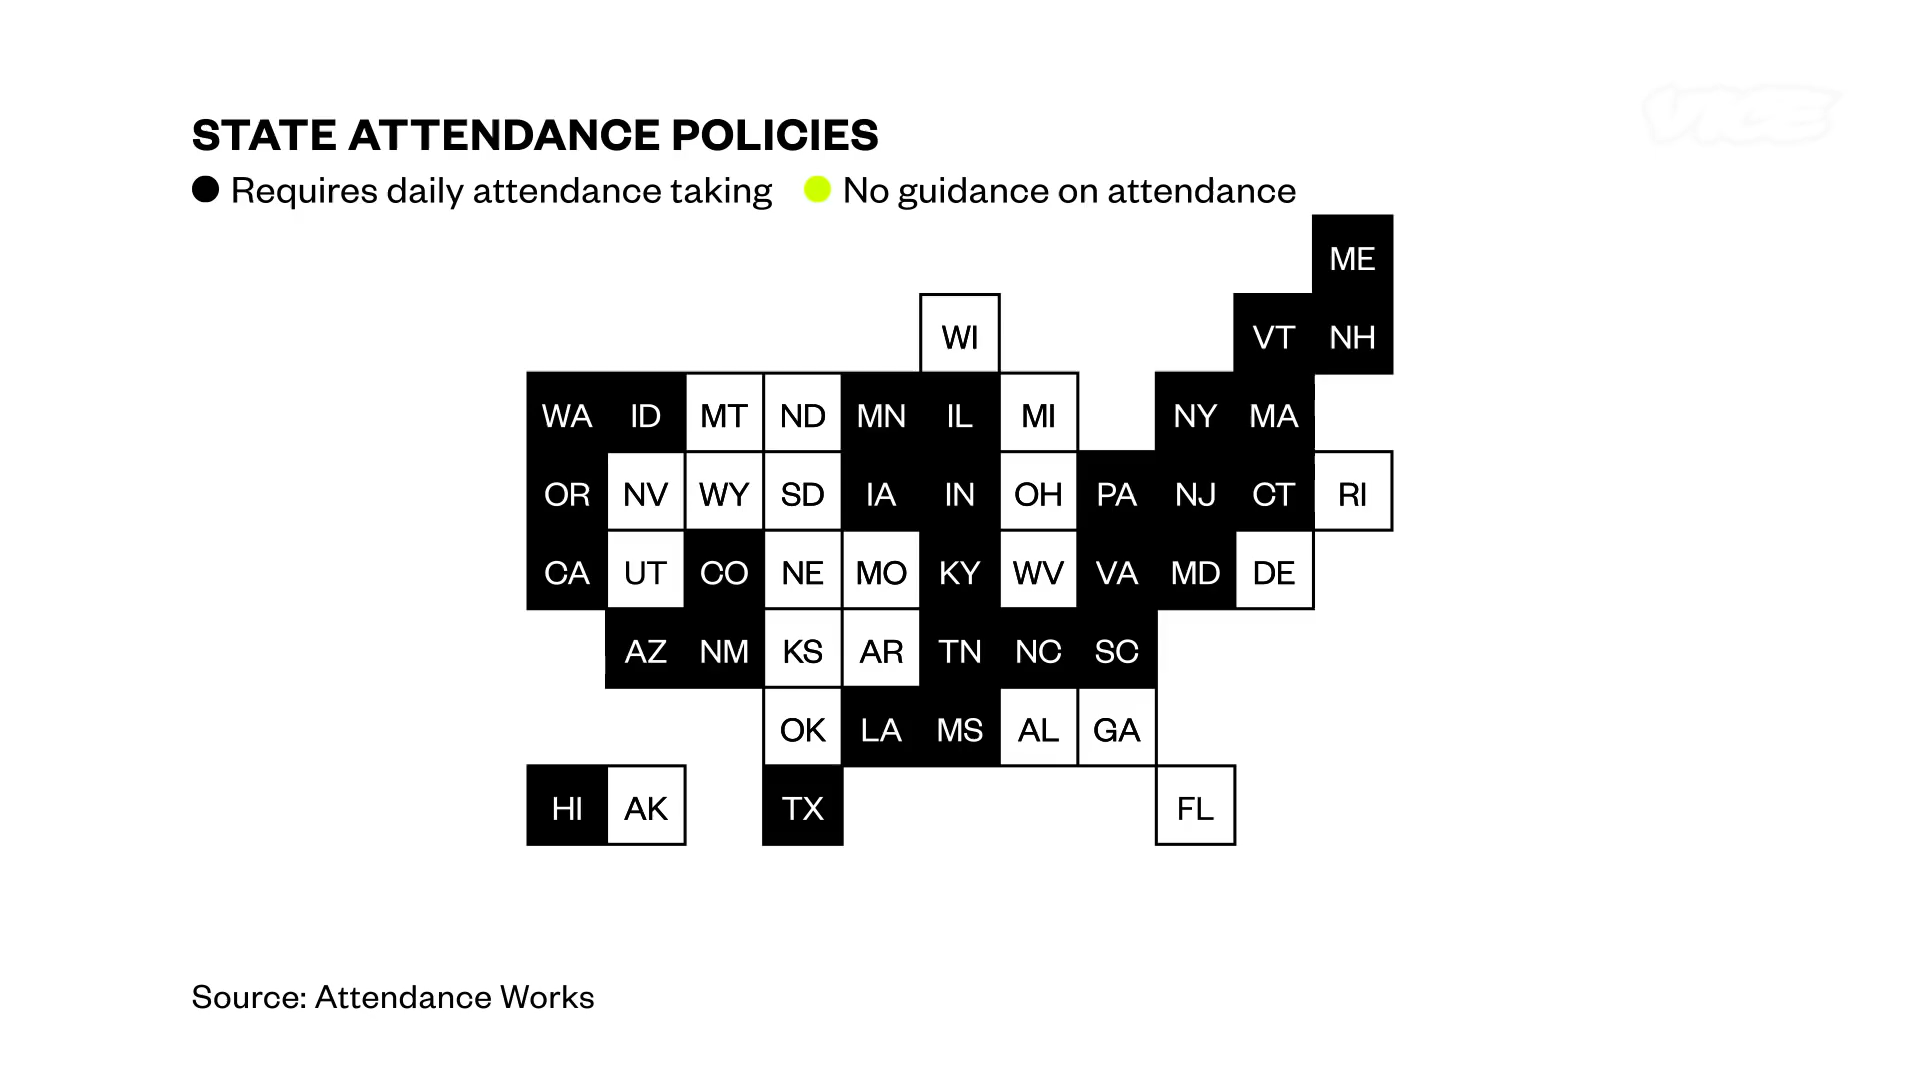 VICE
STATE ATTENDANCE POLICIES
Requires daily attendance taking No guidance on attendance
ME
WI VT NH
WA ID MT ND MN IL MI NY MA
OR NV WY SD IA IN OH PA NJ CT RI
CA UT CO NE MO KY WV VA MD DE
AZ NM KS AR TN NC SC
OK LA MS AL GA
HI AK TX FL
Source: Attendance Works